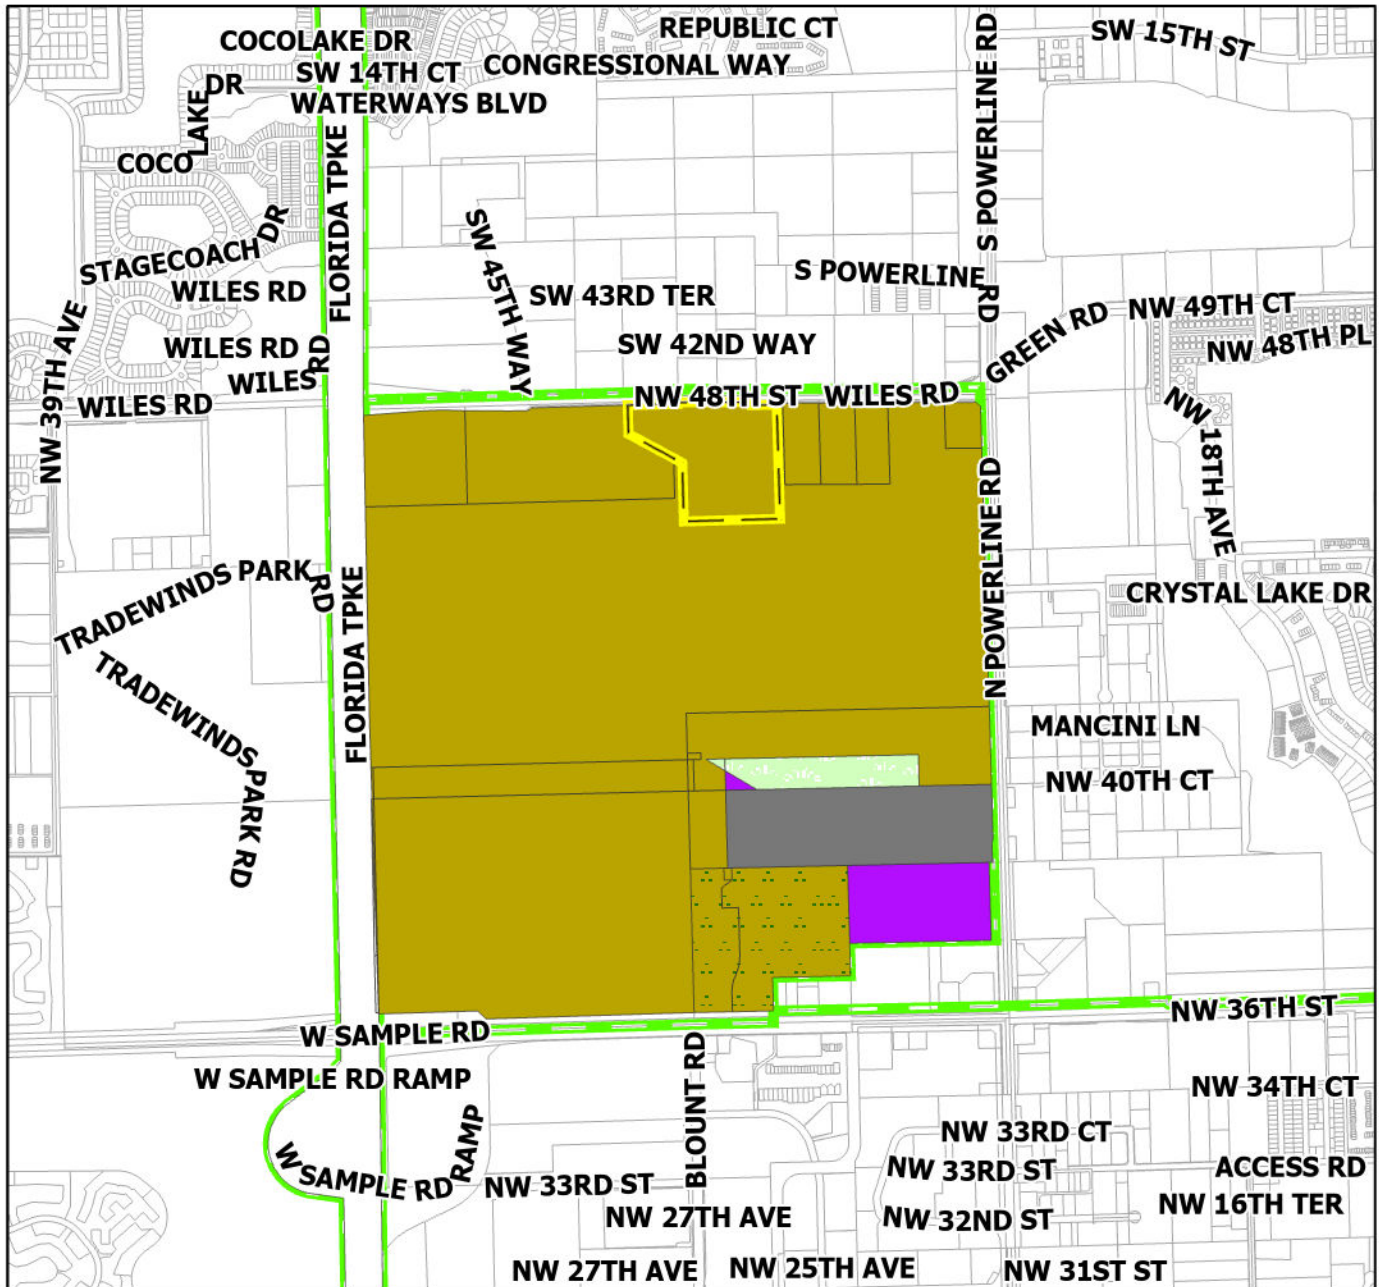 REPUBLIC CT
SW 15TH ST
COCOLAKE DR
SW 14TH CT
CONGRESSIONAL WAY
WATERWAYS BLVD
COCO LAKE DR
FLORIDA TPKE
S POWERLINE RD
STAGECOACH DR
SW 45TH WAY
S POWERLINE RD
WILES RD
SW 43RD TER
GREEN RD
NW 49TH CT
NW 48TH PL
WILES RD
SW 42ND WAY
WILES RD
NW 39TH AVE
WILES RD
NW 48TH ST
WILES RD
NW 18TH AVE
N POWERLINE RD
TRADEWINDS PARK RD
FLORIDA TPKE
CRYSTAL LAKE DR
TRADEWINDS PARK RD
MANCINI LN
NW 40TH CT
W SAMPLE RD
NW 36TH ST
W SAMPLE RD RAMP
BLOUNT RD
NW 34TH CT
W SAMPLE RD RAMP
NW 33RD CT
NW 33RD ST
NW 33RD ST
ACCESS RD
NW 27TH AVE
NW 32ND ST
NW 16TH TER
NW 27TH AVE
NW 25TH AVE
NW 31ST ST